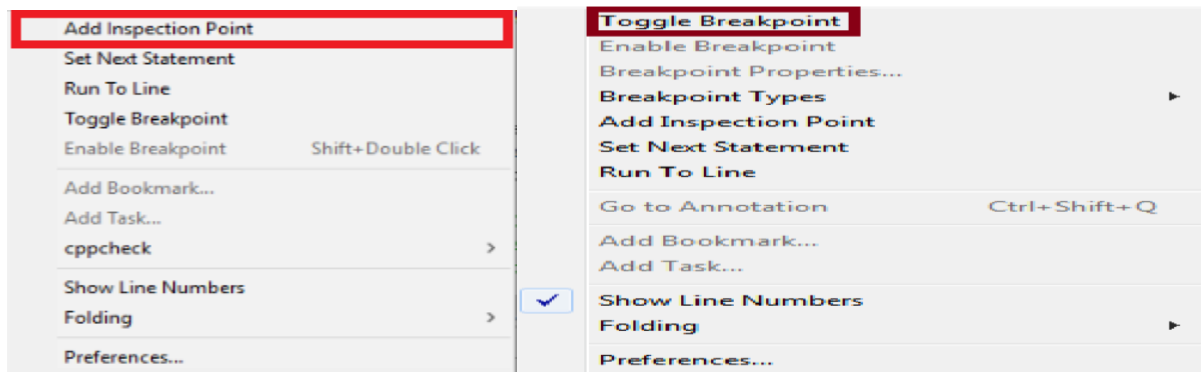 Add Inspection Point
Set Next Statement
Run To Line
Toggle Breakpoint
Enable Breakpoint Shift+Double Click
Add Bookmark...
Add Task...
cppcheck >
Show Line Numbers
Folding >
Preferences...
Toggle Breakpoint
Enable Breakpoint
Breakpoint Properties...
Breakpoint Types
Add Inspection Point
Set Next Statement
Run To Line
Go to Annotation Ctrl+Shift+Q
Add Bookmark...
Add Task...
Show Line Numbers
Folding
Preferences...